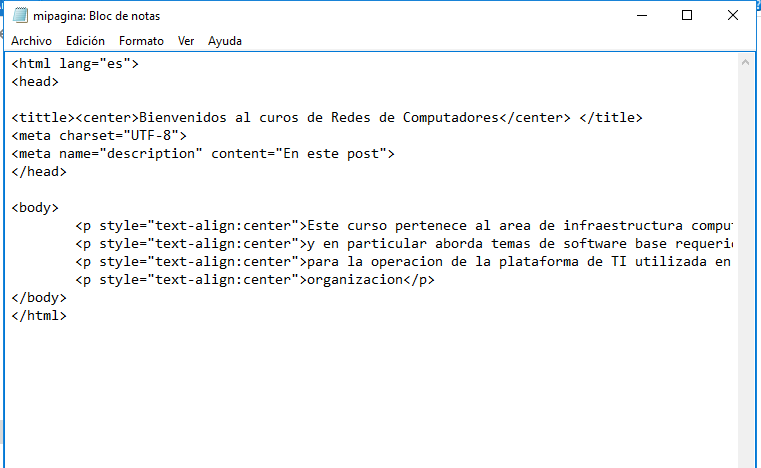 mipagina: Bloc de notas
Archivo Edición Formato Ver Ayuda
<html lang="es">
<head>
<tittle><center>Bienvenidos al curos de Redes de Computadores</center> </title>
<meta charset="UTF-8">
<meta name="description" content="En este post">
</head>
<body>
<p style="text-align:center">Este curso pertenece al area de infraestructura
<p style="text-align:center">y en particular aborda temas de software base
<p style="text-align:center">para la operacion de la plataforma de TI utilizada en
<p style="text-align:center">organizacion</p>
</body>
</html>